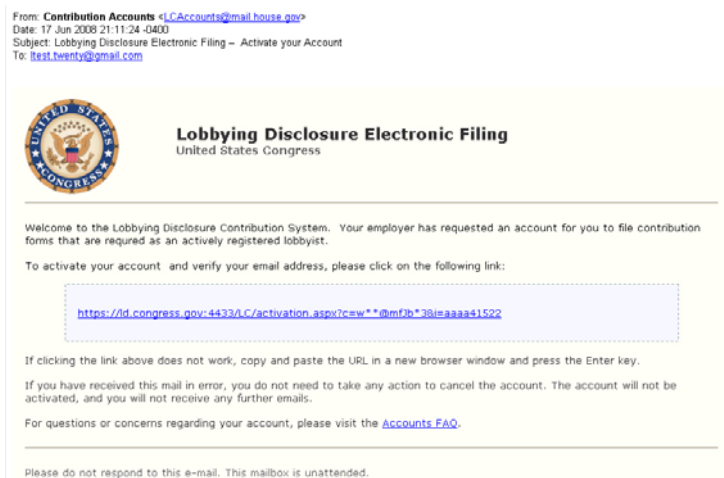 From: Contribution Accounts <LCAccounts@mail.house.gov>
Date: 17 Jun 2008 21:11:24 -0400
Subject: Lobbying Disclosure Electronic Filing – Activate your Account
To: ltest.twenty@gmail.com
UNITED STATES
CONGRESS
Lobbying Disclosure Electronic Filing
United States Congress
Welcome to the Lobbying Disclosure Contribution System. Your employer has requested an account for you to file contribution
forms that are requred as an actively registered lobbyist.
To activate your account and verify your email address, please click on the following link:
https://ld.congress.gov:4433/LC/activation.aspx?c=w**@mfJb*3&i=aaaa41522
If clicking the link above does not work, copy and paste the URL in a new browser window and press the Enter key.
If you have received this mail in error, you do not need to take any action to cancel the account. The account will not be
activated, and you will not receive any further emails.
For questions or concerns regarding your account, please visit the Accounts FAQ.
Please do not respond to this e-mail. This mailbox is unattended.